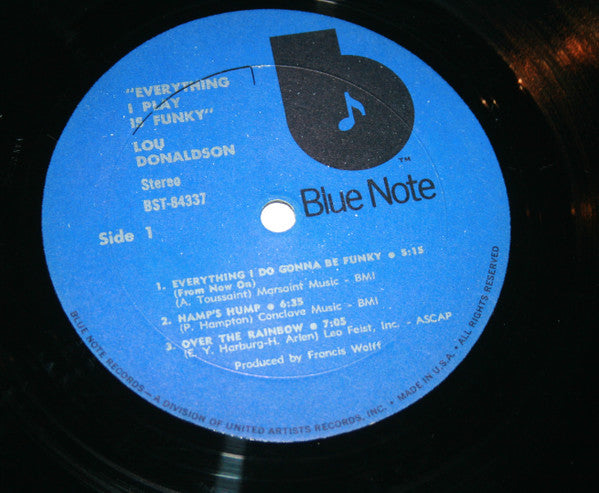 "EVERYTHING
I PLAY
IS FUNKY"
LOU
DONALDSON
Stereo
BST-84337
Side 1
TM
Blue Note
1. EVERYTHING I DO GONNA BE FUNKY • 5:15
(From Now On)
(A. Toussaint) Marsaint Music - BMI
2. HAMP'S HUMP • 6:35
(P. Hampton) Conclave Music - BMI
3. OVER THE RAINBOW • 7:05
(E. Y. Harburg-H. Arlen) Leo Feist, Inc. - ASCAP
Produced by Francis Wolff
BLUE NOTE RECORDS – A DIVISION OF UNITED ARTISTS RECORDS, INC. • MADE IN U.S.A. • ALL RIGHTS RESERVED